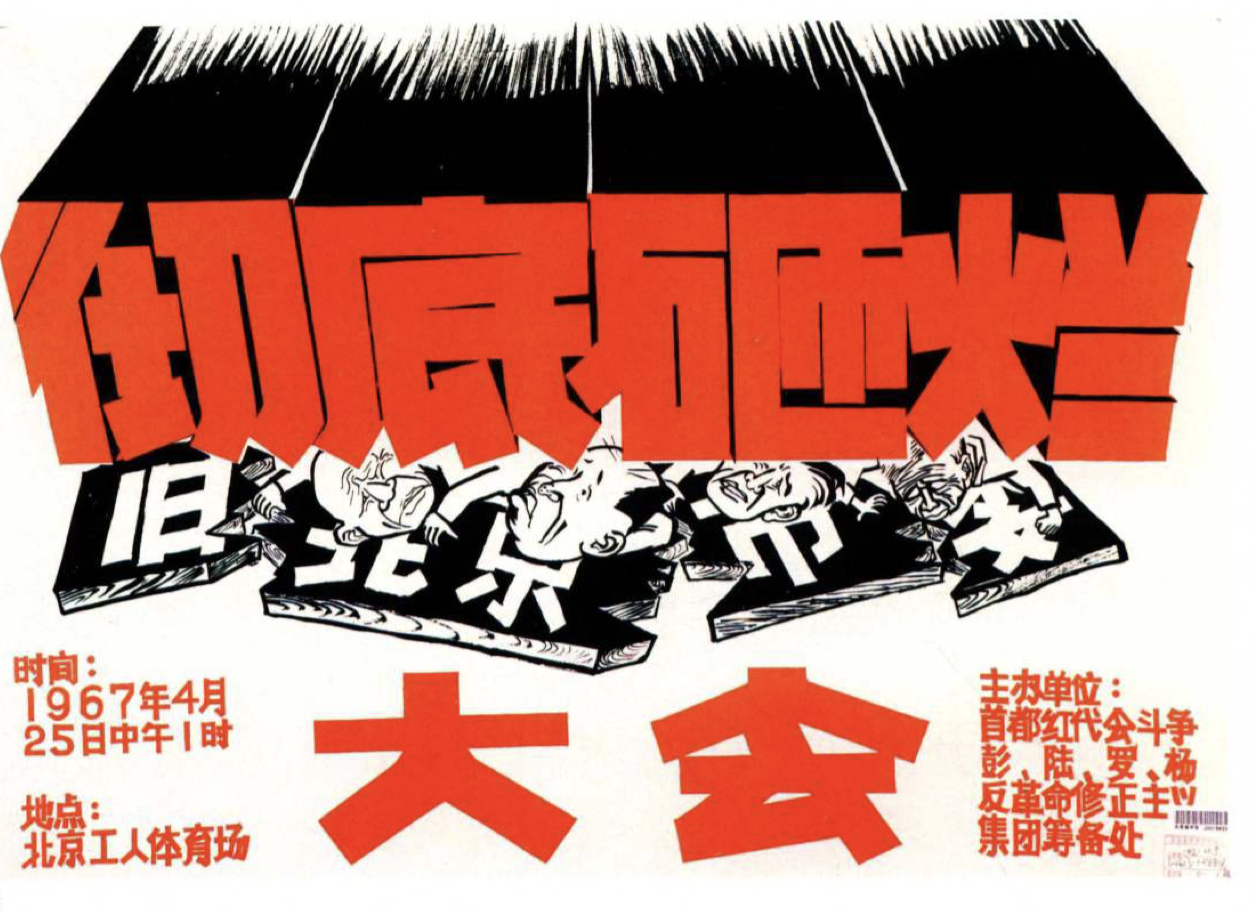 彻底砸烂
旧北京市委
大会
时间：
1967年4月
25日中午1时
地点：
北京工人体育场
主办单位：
首都红代会斗争
彭、陆、罗、杨
反革命修正主义
集团筹备处